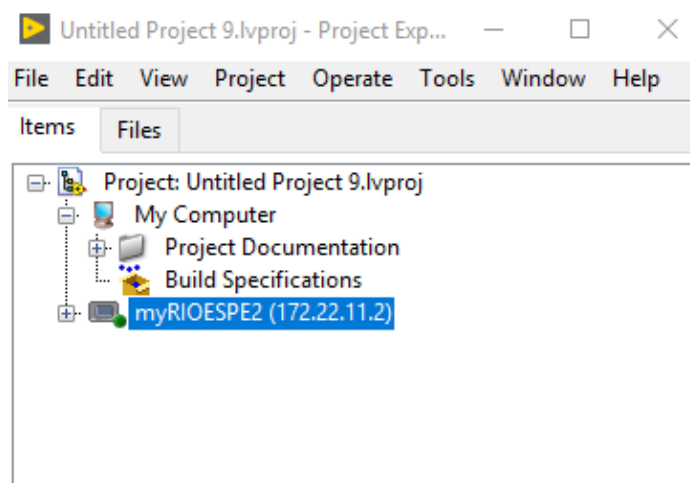 Untitled Project 9.lvproj - Project Exp...
File Edit View Project Operate Tools Window Help
Items Files
Project: Untitled Project 9.lvproj
My Computer
Project Documentation
Build Specifications
myRIOESPE2 (172.22.11.2)